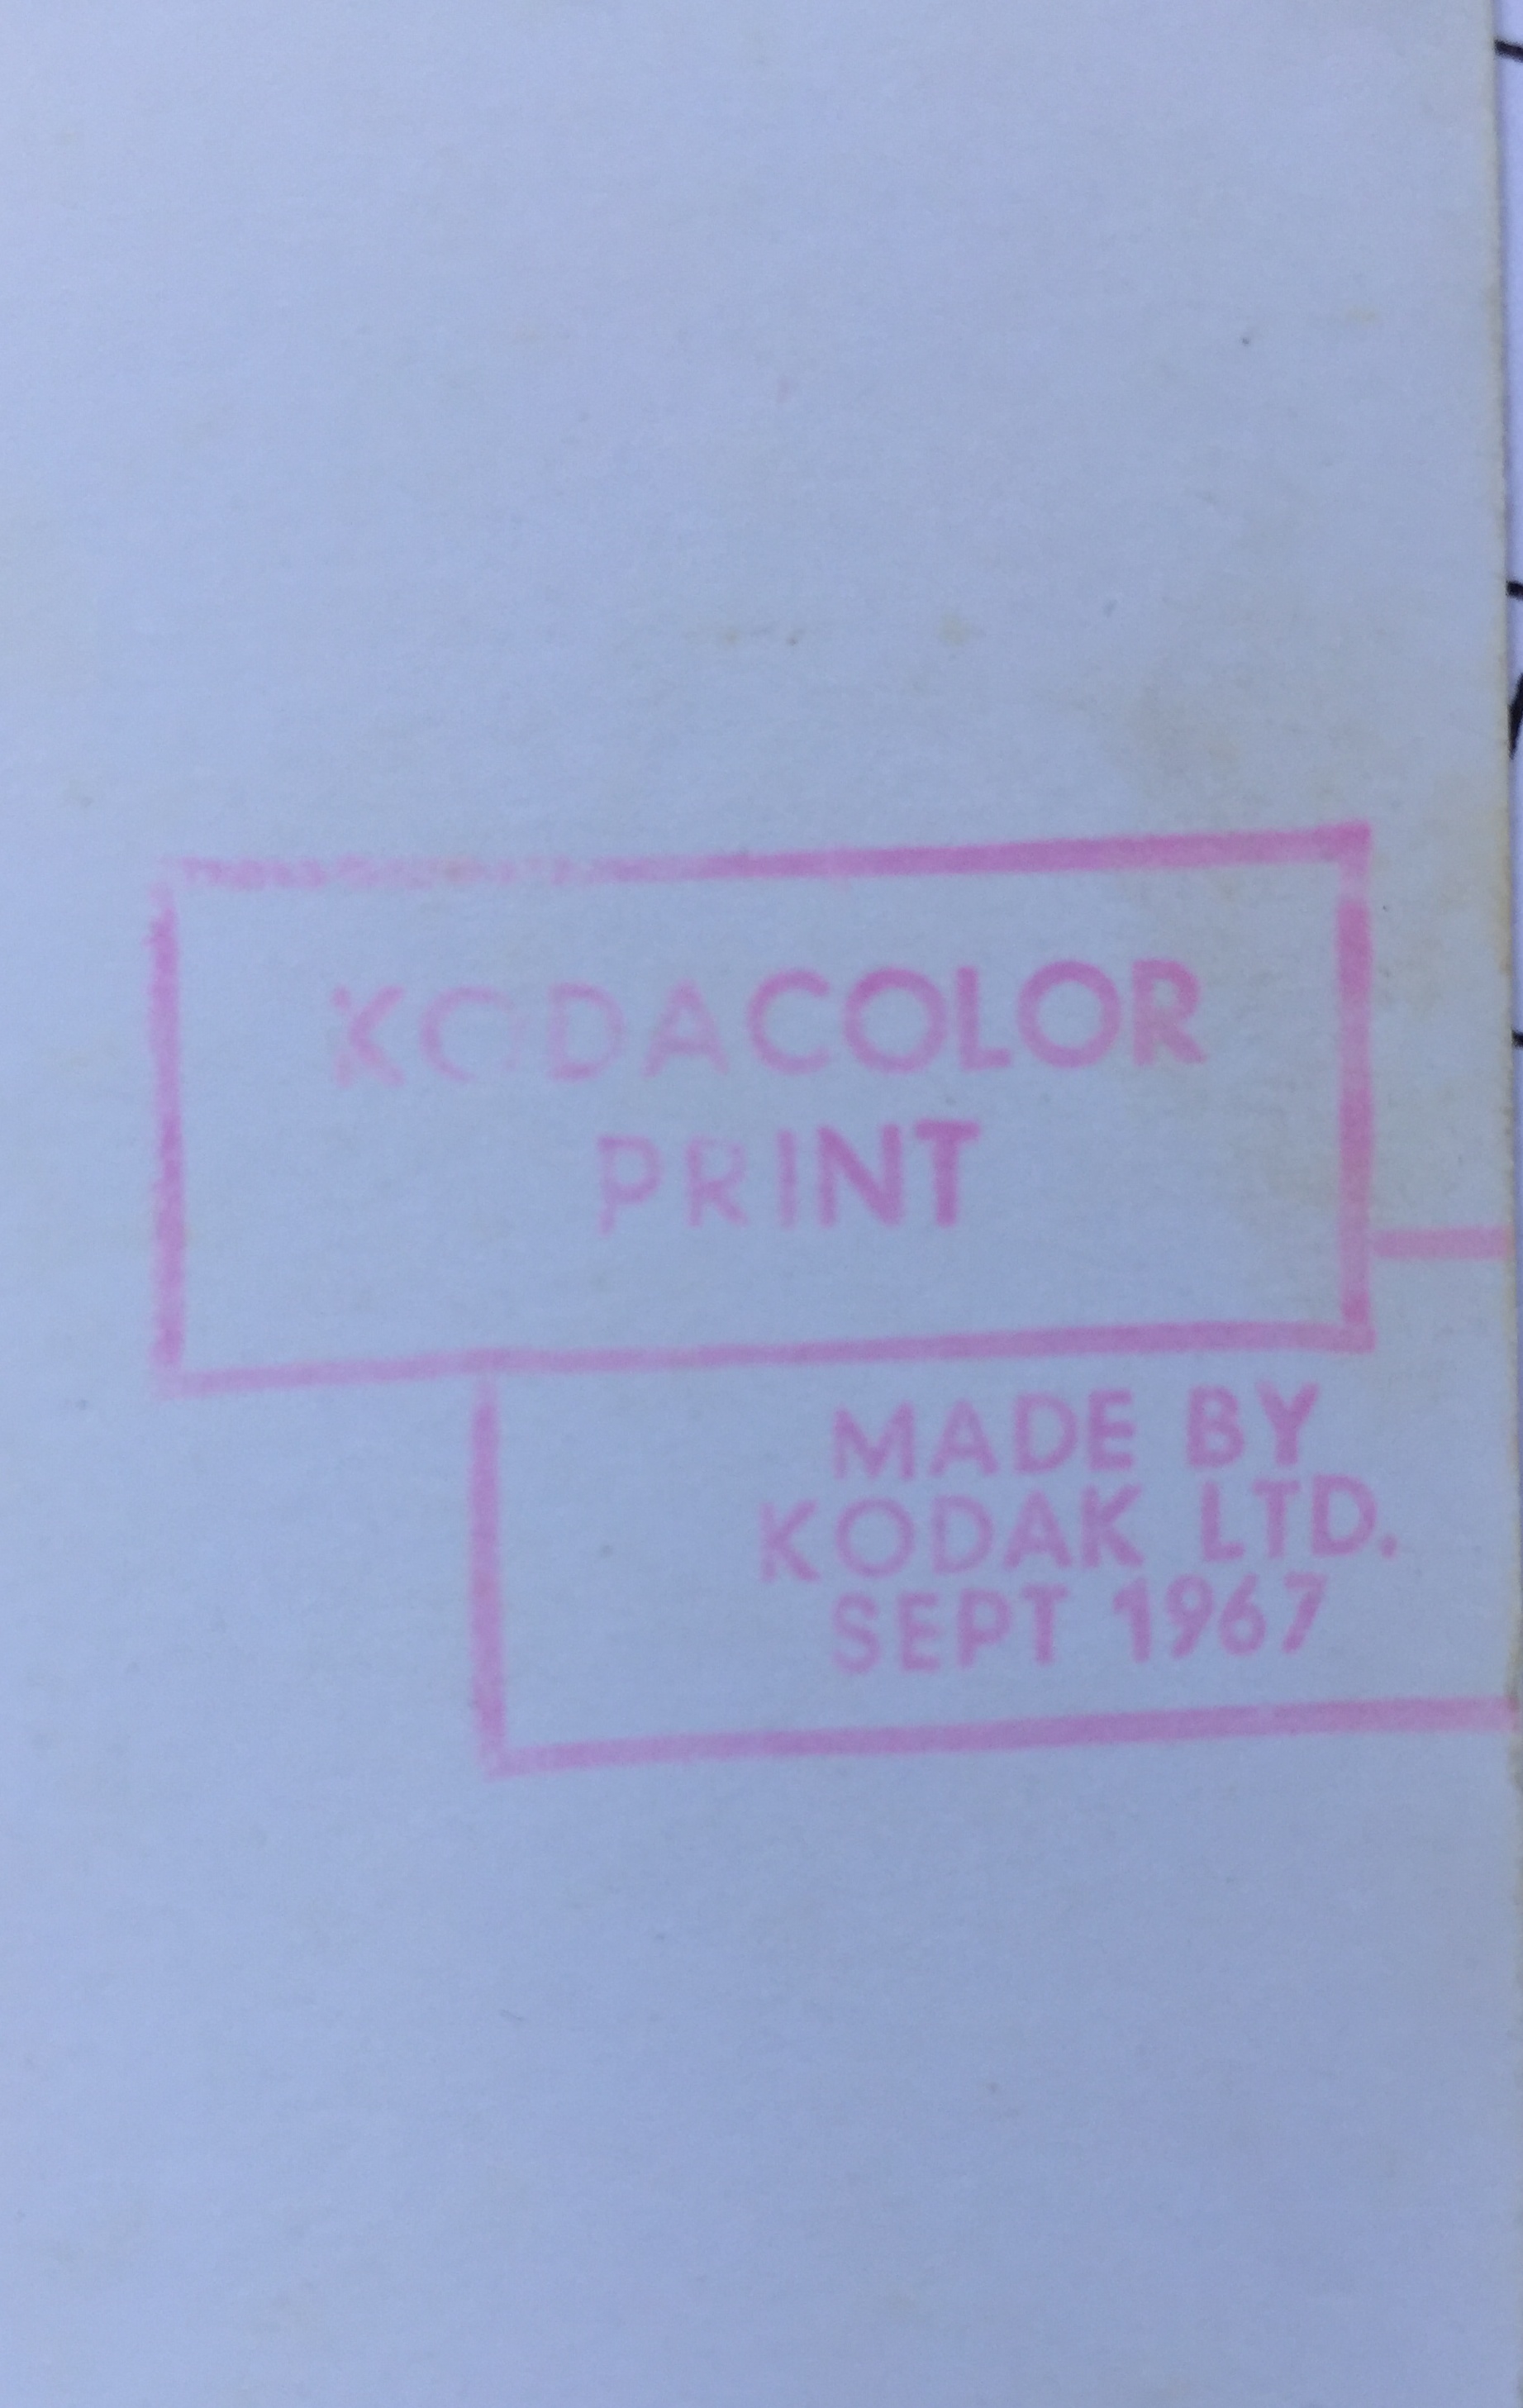 KODACOLOR
PRINT
MADE BY
KODAK LTD.
SEPT 1967